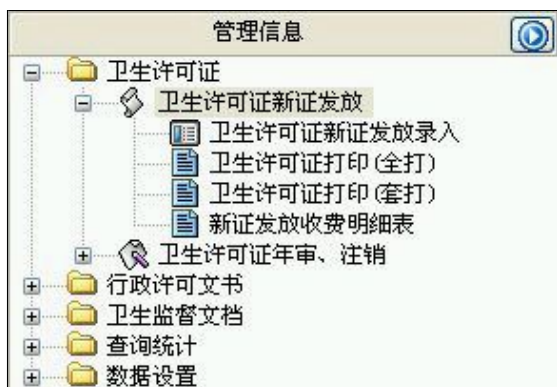 管理信息
卫生许可证
卫生许可证新证发放
卫生许可证新证发放录入
卫生许可证打印(全打)
卫生许可证打印(套打)
新证发放收费明细表
卫生许可证年审、注销
行政许可文书
卫生监督文档
查询统计
数据设置